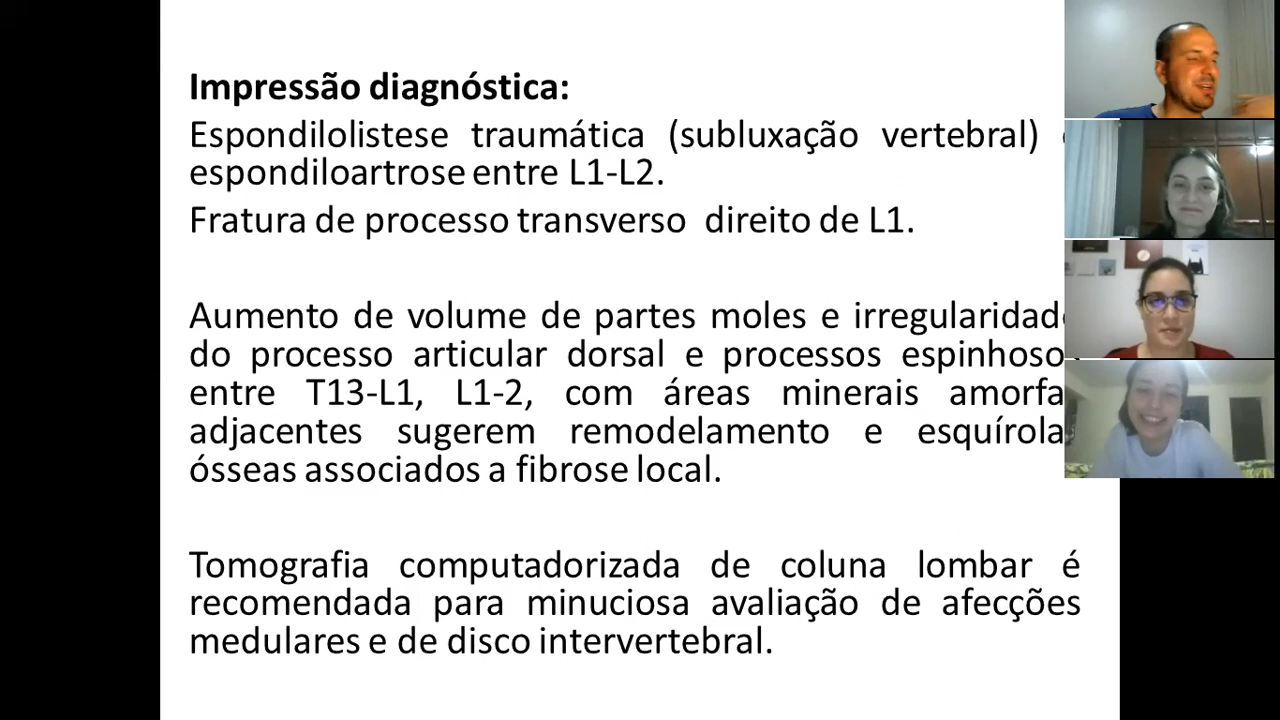 Impressão diagnóstica:
Espondilolistese traumática (subluxação vertebral)
espondiloartrose entre L1-L2.
Fratura de processo transverso direito de L1.
Aumento de volume de partes moles e irregularidad
do processo articular dorsal e processos espinhoso
entre T13-L1, L1-2, com áreas minerais amorfa
adjacentes sugerem remodelamento e esquírola
ósseas associados a fibrose local.
Tomografia computadorizada de coluna lombar é
recomendada para minuciosa avaliação de afecções
medulares e de disco intervertebral.